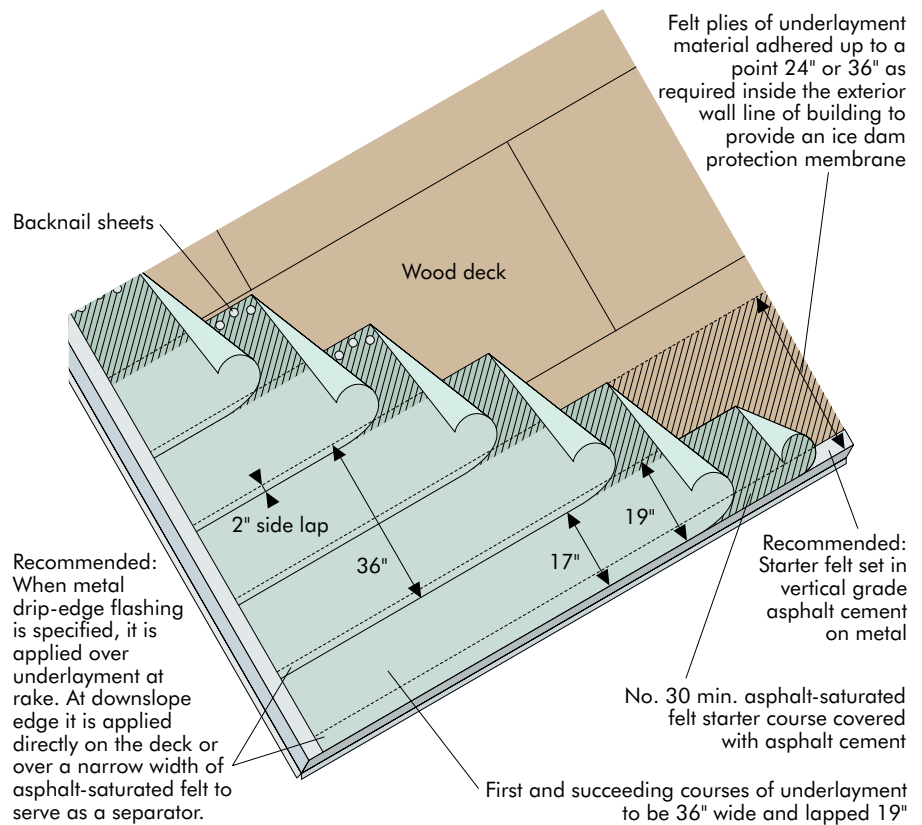 Felt plies of underlayment
material adhered up to a
point 24" or 36" as
required inside the exterior
wall line of building to
provide an ice dam
protection membrane
Backnail sheets
Wood deck
2" side lap
36"
19"
17"
Recommended:
When metal
drip-edge flashing
is specified, it is
applied over
underlayment at
rake. At downslope
edge it is applied
directly on the deck or
over a narrow width of
asphalt-saturated felt to
serve as a separator.
Recommended:
Starter felt set in
vertical grade
asphalt cement
on metal
No. 30 min. asphalt-saturated
felt starter course covered
with asphalt cement
First and succeeding courses of underlayment
to be 36" wide and lapped 19"